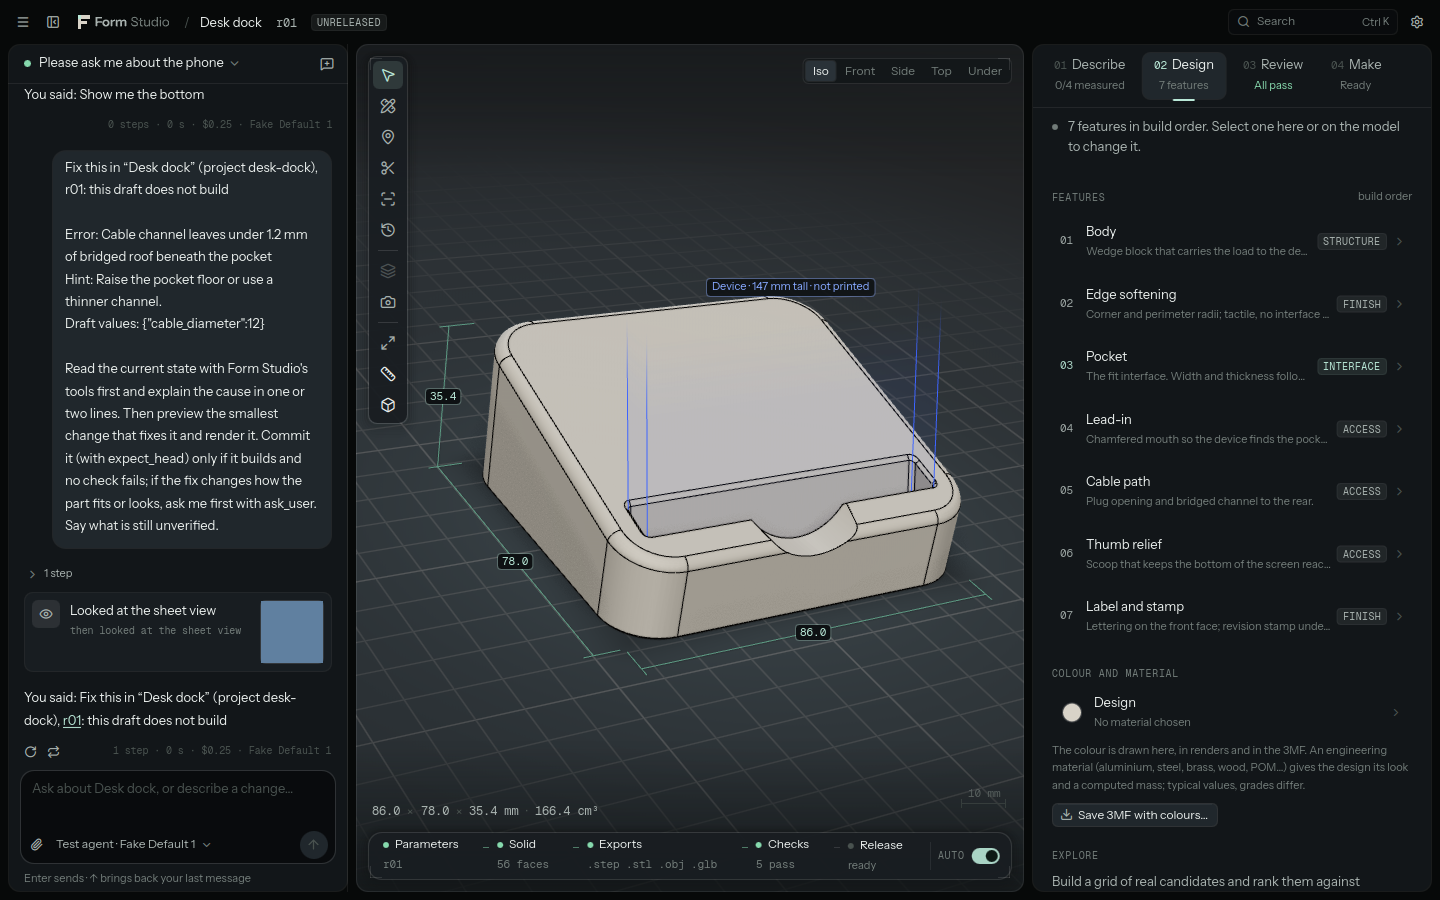 Form Studio / Desk dock r01 UNRELEASED
Search Ctrl K
Please ask me about the phone
You said: Show me the bottom
0 steps · 0 s · $0.25 · Fake Default 1
Fix this in “Desk dock” (project desk-dock),
r01: this draft does not build
Error: Cable channel leaves under 1.2 mm
of bridged roof beneath the pocket
Hint: Raise the pocket floor or use a
thinner channel.
Draft values: {"cable_diameter":12}
Read the current state with Form Studio's
tools first and explain the cause in one or
two lines. Then preview the smallest
change that fixes it and render it. Commit
it (with expect_head) only if it builds and
no check fails; if the fix changes how the
part fits or looks, ask me first with ask_user.
Say what is still unverified.
1 step
Looked at the sheet view
then looked at the sheet view
You said: Fix this in “Desk dock” (project desk-
dock), r01: this draft does not build
1 step · 0 s · $0.25 · Fake Default 1
Ask about Desk dock, or describe a change...
Test agent · Fake Default 1
Enter sends · ↑ brings back your last message
Iso Front Side Top Under
Device · 147 mm tall · not printed
35.4
78.0
86.0
10 mm
86.0 × 78.0 × 35.4 mm · 166.4 cm³
Parameters
r01
Solid
56 faces
Exports
.step .stl .obj .glb
Checks
5 pass
Release
ready
AUTO
01 Describe
0/4 measured
02 Design
7 features
03 Review
All pass
04 Make
Ready
7 features in build order. Select one here or on the model
to change it.
FEATURES build order
01 Body STRUCTURE
Wedge block that carries the load to the de...
02 Edge softening FINISH
Corner and perimeter radii; tactile, no interface ...
03 Pocket INTERFACE
The fit interface. Width and thickness follo...
04 Lead-in ACCESS
Chamfered mouth so the device finds the pock...
05 Cable path ACCESS
Plug opening and bridged channel to the rear.
06 Thumb relief ACCESS
Scoop that keeps the bottom of the screen reac...
07 Label and stamp FINISH
Lettering on the front face; revision stamp unde...
COLOUR AND MATERIAL
Design
No material chosen
The colour is drawn here, in renders and in the 3MF. An engineering
material (aluminium, steel, brass, wood, POM...) gives the design its look
and a computed mass; typical values, grades differ.
Save 3MF with colours...
EXPLORE
Build a grid of real candidates and rank them against